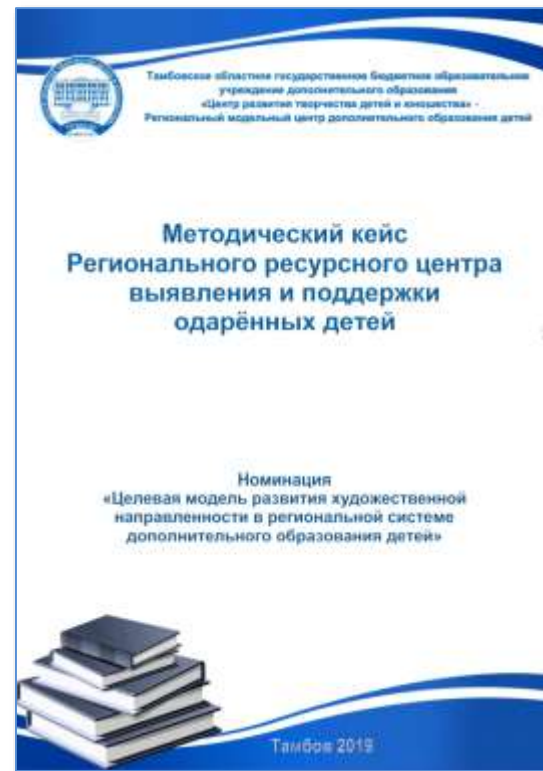 Тамбовское областное государственное бюджетное образовательное
учреждение дополнительного образования
«Центр развития творчества детей и юношества» -
Региональный модельный центр дополнительного образования детей
Методический кейс
Регионального ресурсного центра
выявления и поддержки
одарённых детей
Номинация
«Целевая модель развития художественной
направленности в региональной системе
дополнительного образования детей»
Тамбов 2019